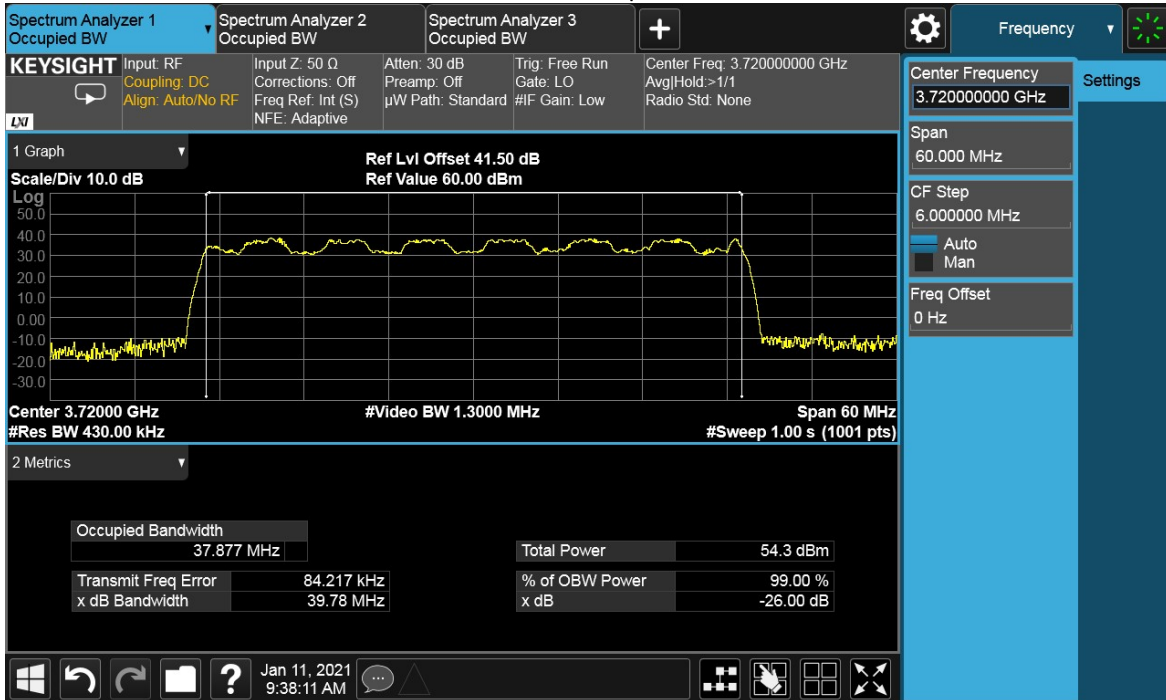 Spectrum Analyzer 1
Occupied BW
Spectrum Analyzer 2
Occupied BW
Spectrum Analyzer 3
Occupied BW
+
Frequency
KEYSIGHT
LXI
Input: RF
Coupling: DC
Align: Auto/No RF
Input Z: 50 Ω
Corrections: Off
Freq Ref: Int (S)
NFE: Adaptive
Atten: 30 dB
Preamp: Off
µW Path: Standard
Trig: Free Run
Gate: LO
#IF Gain: Low
Center Freq: 3.720000000 GHz
Avg|Hold:>1/1
Radio Std: None
1 Graph
Scale/Div 10.0 dB
Ref Lvl Offset 41.50 dB
Ref Value 60.00 dBm
Log
50.0
40.0
30.0
20.0
10.0
0.00
-10.0
-20.0
-30.0
Center 3.72000 GHz
#Video BW 1.3000 MHz
Span 60 MHz
#Res BW 430.00 kHz
#Sweep 1.00 s (1001 pts)
2 Metrics
Occupied Bandwidth
37.877 MHz
Total Power 54.3 dBm
Transmit Freq Error 84.217 kHz
% of OBW Power 99.00 %
x dB Bandwidth 39.78 MHz
x dB -26.00 dB
Center Frequency
3.720000000 GHz
Settings
Span
60.000 MHz
CF Step
6.000000 MHz
Auto
Man
Freq Offset
0 Hz
?
Jan 11, 2021
9:38:11 AM